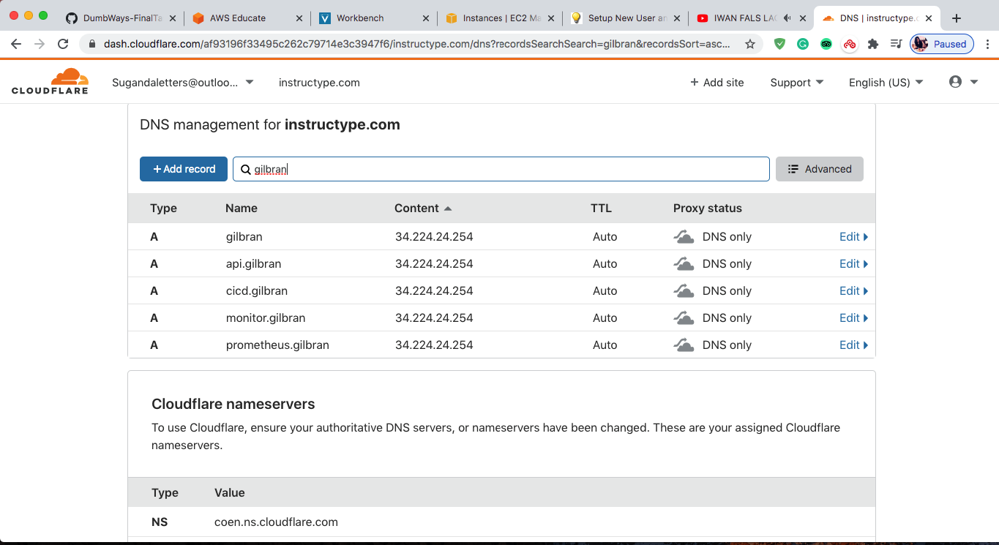 DumbWays-FinalTa
AWS Educate
Workbench
Instances | EC2 Ma
Setup New User an
IWAN FALS LAG
DNS | instructype.c
dash.cloudflare.com/af93196f33495c262c79714e3c3947f6/instructype.com/dns?recordsSearchSearch=gilbran&recordsSort=asc...
Paused
CLOUDFLARE
Sugandaletters@outloo...
instructype.com
+ Add site
Support
English (US)
DNS management for instructype.com
+ Add record
gilbran
Advanced
Type Name Content TTL Proxy status
A gilbran 34.224.24.254 Auto DNS only Edit
A api.gilbran 34.224.24.254 Auto DNS only Edit
A cicd.gilbran 34.224.24.254 Auto DNS only Edit
A monitor.gilbran 34.224.24.254 Auto DNS only Edit
A prometheus.gilbran 34.224.24.254 Auto DNS only Edit
Cloudflare nameservers
To use Cloudflare, ensure your authoritative DNS servers, or nameservers have been changed. These are your assigned Cloudflare
nameservers.
Type Value
NS coen.ns.cloudflare.com